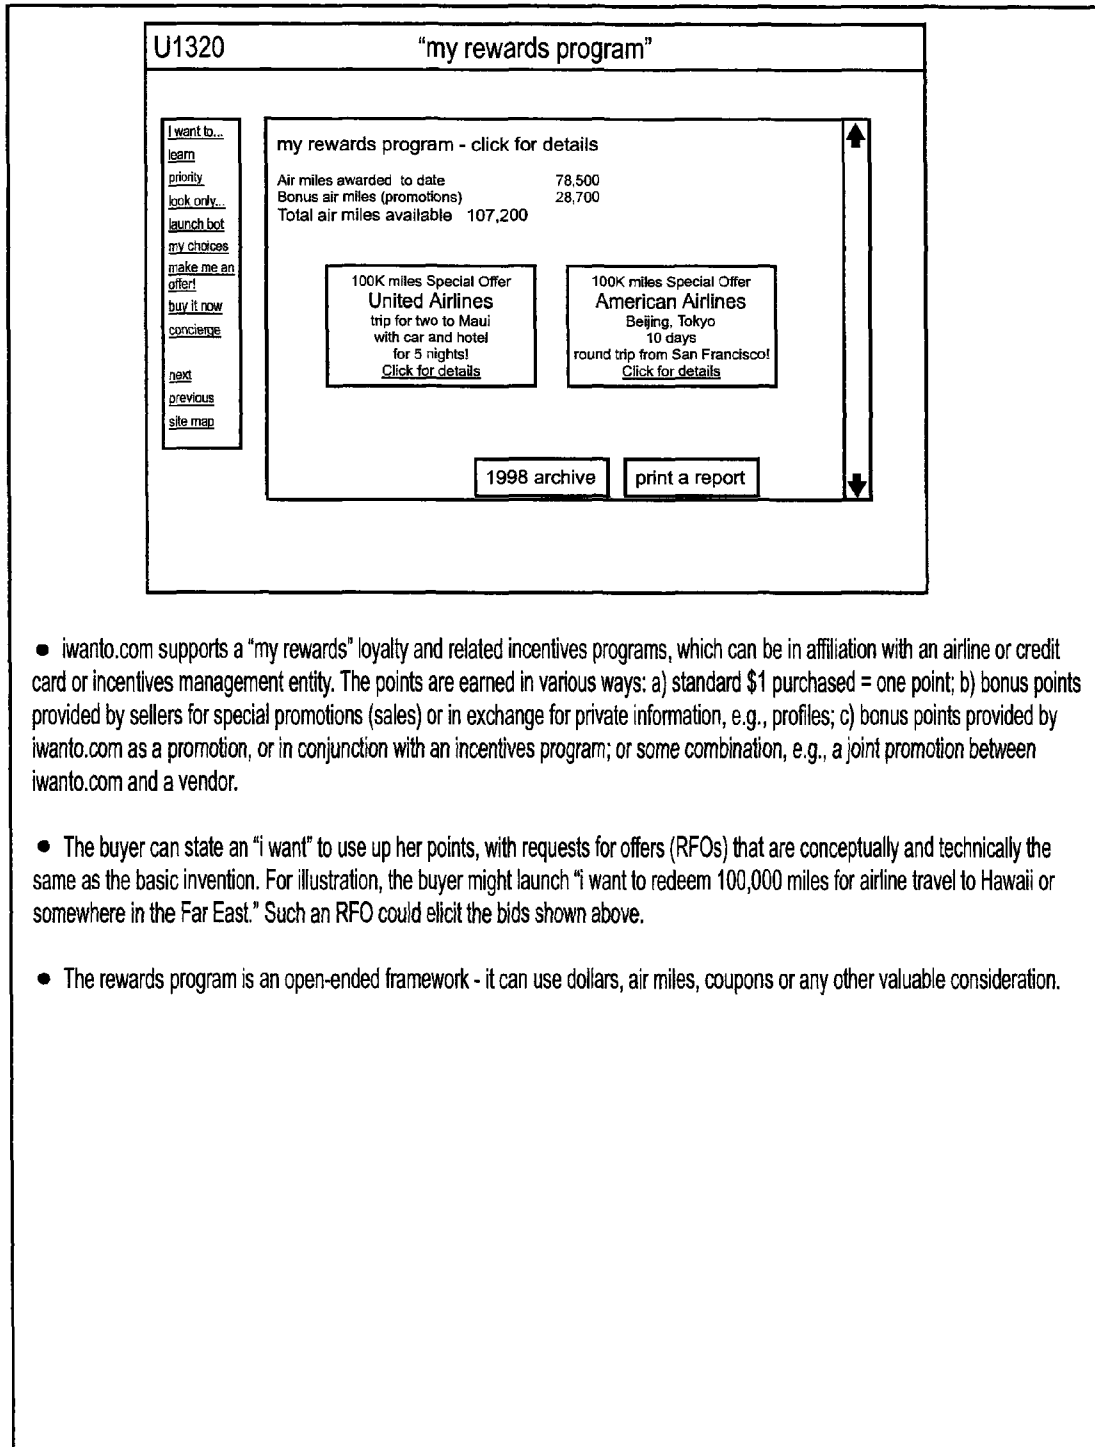 U1320 “my rewards program”
I want to...
learn
priority
look only...
launch bot
my choices
make me an
offer!
buy it now
concierge
next
previous
site map
my rewards program - click for details
Air miles awarded to date 78,500
Bonus air miles (promotions) 28,700
Total air miles available 107,200
100K miles Special Offer
United Airlines
trip for two to Maui
with car and hotel
for 5 nights!
Click for details
100K miles Special Offer
American Airlines
Beijing, Tokyo
10 days
round trip from San Francisco!
Click for details
1998 archive
print a report
● iwanto.com supports a “my rewards” loyalty and related incentives programs, which can be in affiliation with an airline or credit
card or incentives management entity. The points are earned in various ways: a) standard $1 purchased = one point; b) bonus points
provided by sellers for special promotions (sales) or in exchange for private information, e.g., profiles; c) bonus points provided by
iwanto.com as a promotion, or in conjunction with an incentives program; or some combination, e.g., a joint promotion between
iwanto.com and a vendor.
● The buyer can state an “i want” to use up her points, with requests for offers (RFOs) that are conceptually and technically the
same as the basic invention. For illustration, the buyer might launch “i want to redeem 100,000 miles for airline travel to Hawaii or
somewhere in the Far East.” Such an RFO could elicit the bids shown above.
● The rewards program is an open-ended framework - it can use dollars, air miles, coupons or any other valuable consideration.